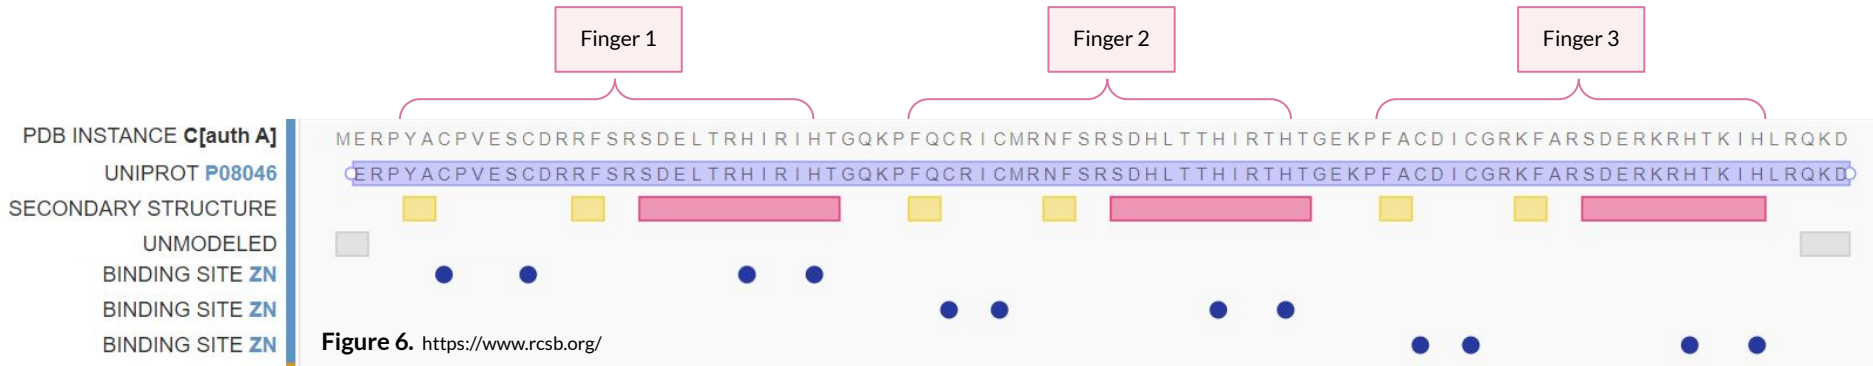 Finger 1
Finger 2
Finger 3
PDB INSTANCE C[auth A]
MERPYACPVESCDRRFSRSDELTRHIRIHTGQKPFQCRICMRNFSRSDHLTTHIRTHTGEKPFACDICGRKFARSDERKRHTKIHLRQKD
UNIPROT P08046
ERPYACPVESCDRRFSRSDELTRHIRIHTGQKPFQCRICMRNFSRSDHLTTHIRTHTGEKPFACDICGRKFARSDERKRHTKIHLRQKD
SECONDARY STRUCTURE
UNMODELED
BINDING SITE ZN
BINDING SITE ZN
BINDING SITE ZN
Figure 6. https://www.rcsb.org/